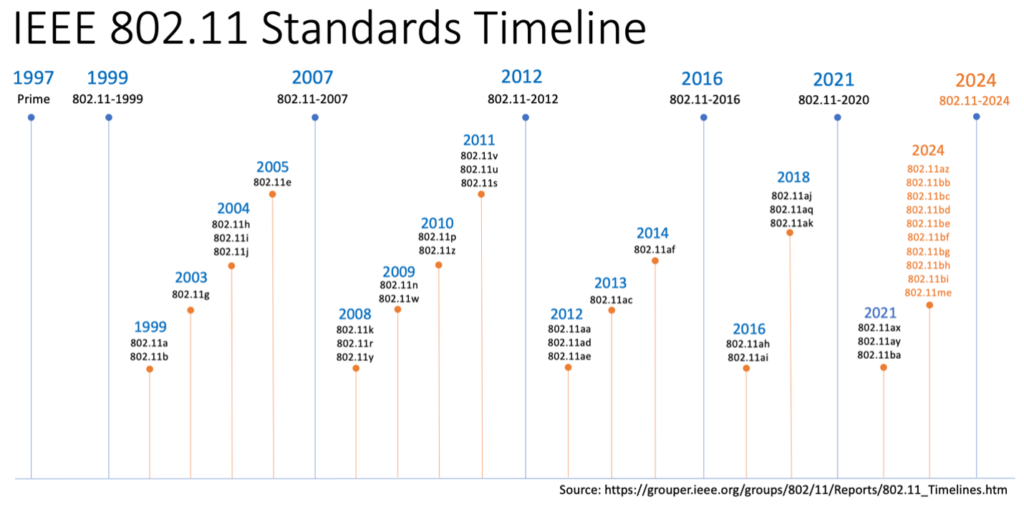 IEEE 802.11 Standards Timeline
1997
Prime
1999
802.11-1999
2007
802.11-2007
2012
802.11-2012
2016
802.11-2016
2021
802.11-2020
2024
802.11-2024
1999
802.11a
802.11b
2003
802.11g
2004
802.11h
802.11i
802.11j
2005
802.11e
2008
802.11k
802.11r
802.11y
2009
802.11n
802.11w
2010
802.11p
802.11z
2011
802.11v
802.11u
802.11s
2012
802.11aa
802.11ad
802.11ae
2013
802.11ac
2014
802.11af
2016
802.11ah
802.11ai
2018
802.11aj
802.11aq
802.11ak
2021
802.11ax
802.11ay
802.11ba
2024
802.11az
802.11bb
802.11bc
802.11bd
802.11be
802.11bf
802.11bg
802.11bh
802.11bi
802.11me
Source: https://grouper.ieee.org/groups/802/11/Reports/802.11_Timelines.htm